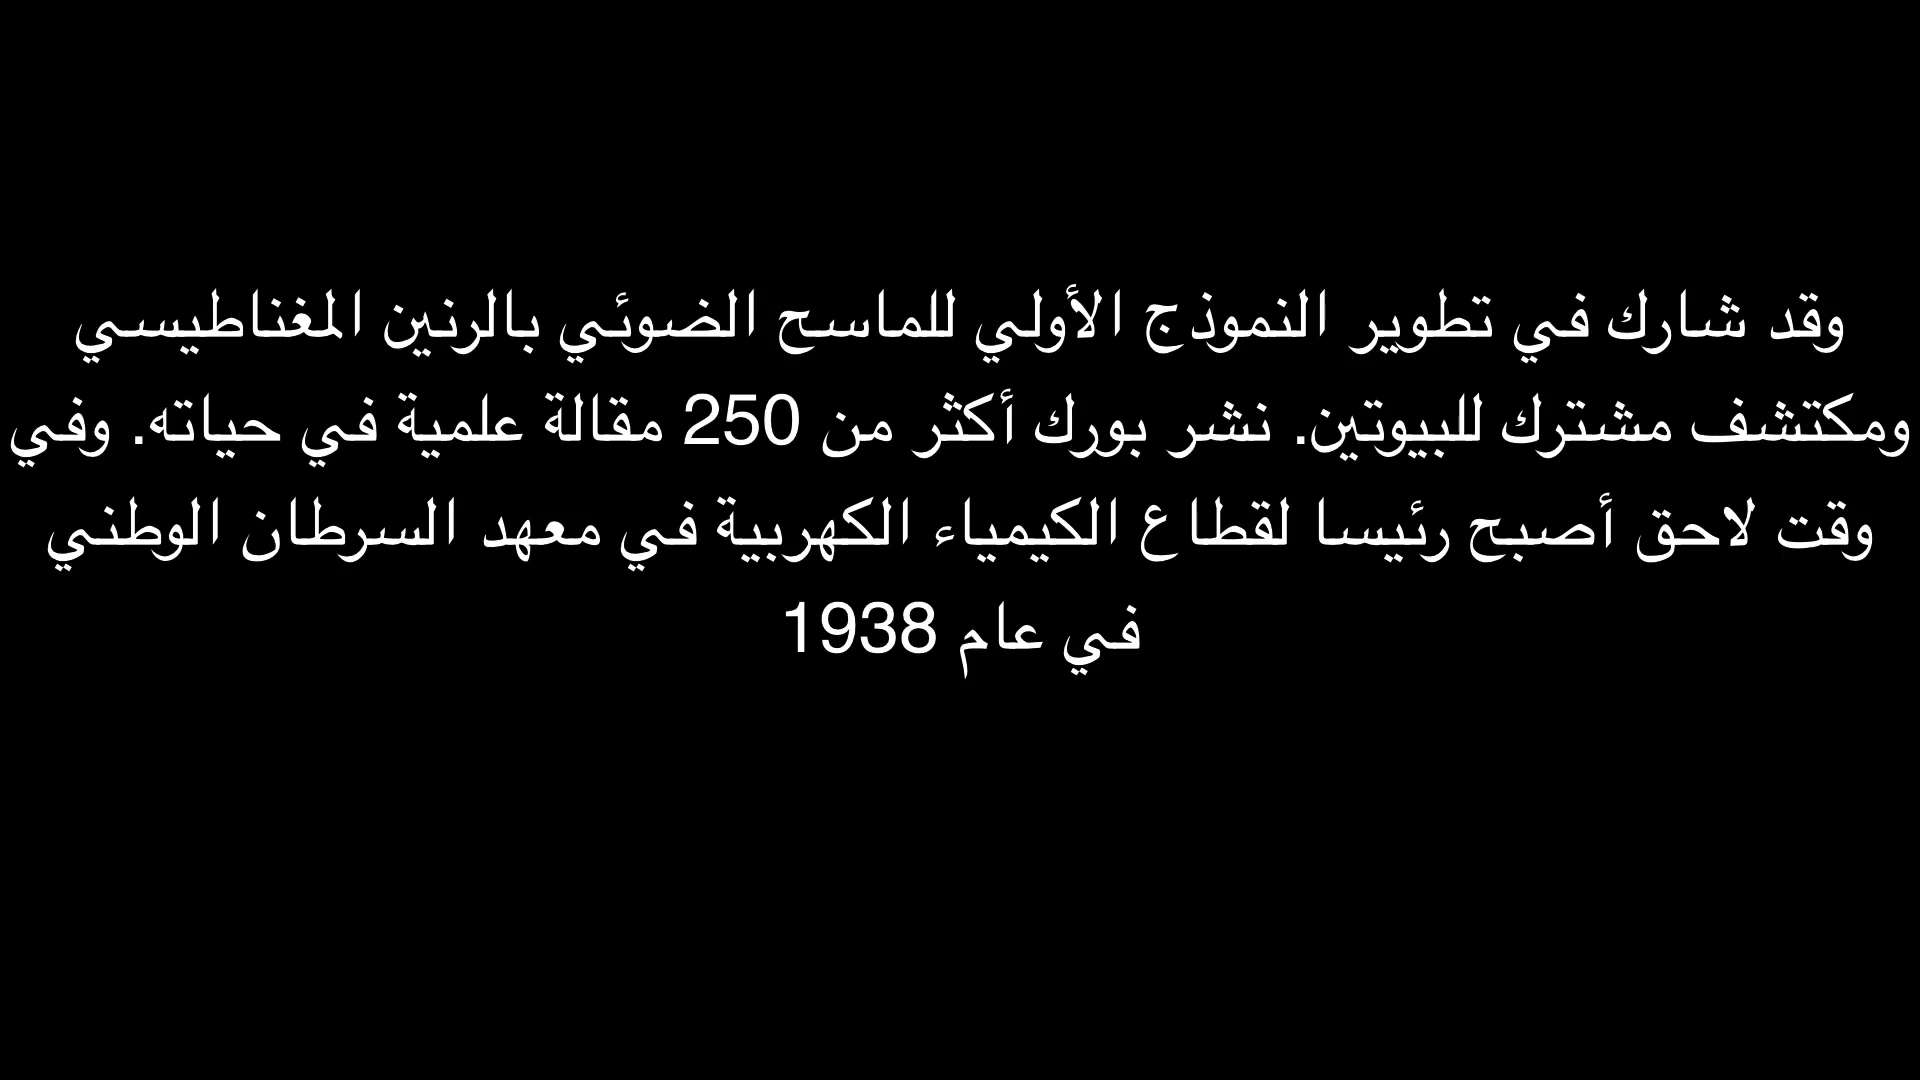 وقد شارك في تطوير النموذج الأولي للماسح الضوئي بالرنين المغناطيسي
ومكتشف مشترك للبيوتين. نشر بورك أكثر من 250 مقالة علمية في حياته. وفي
وقت لاحق أصبح رئيسا لقطاع الكيمياء الكهربية في معهد السرطان الوطني
في عام 1938